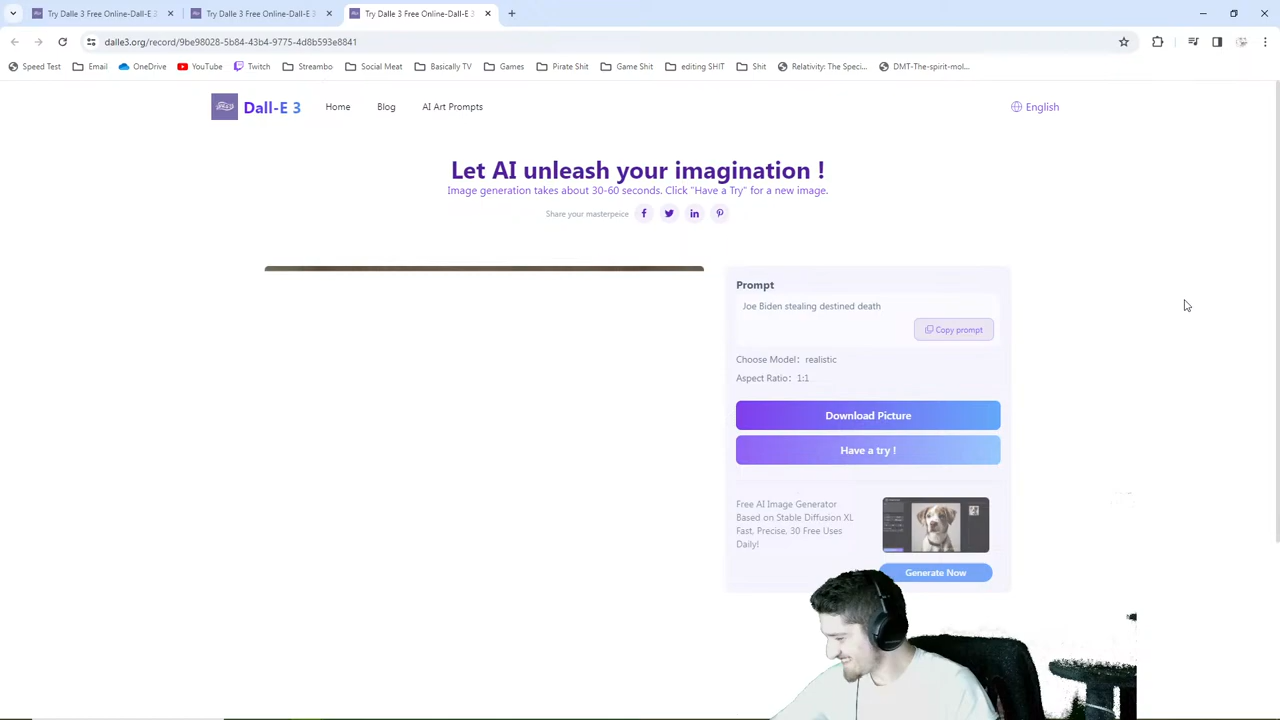 Try Dalle 3 Free Online-Dall-E 3
Try Dalle 3 Free Online-Dall-E 3
Try Dalle 3 Free Online-Dall-E 3
dalle3.org/record/9be98028-5b84-43b4-9775-4d8b593e8841
Speed Test Email OneDrive YouTube Twitch Streambo Social Meat Basically TV Games Pirate Shit Game Shit editing SHIT Shit Relativity: The Speci... DMT-The-spirit-mol...
Dall-E 3 Home Blog AI Art Prompts English
Let AI unleash your imagination !
Image generation takes about 30-60 seconds. Click "Have a Try" for a new image.
Share your masterpeice
Prompt
Joe Biden stealing destined death
Copy prompt
Choose Model: realistic
Aspect Ratio: 1:1
Download Picture
Have a try !
Free AI Image Generator
Based on Stable Diffusion XL
Fast, Precise. 30 Free Uses
Daily!
Generate Now